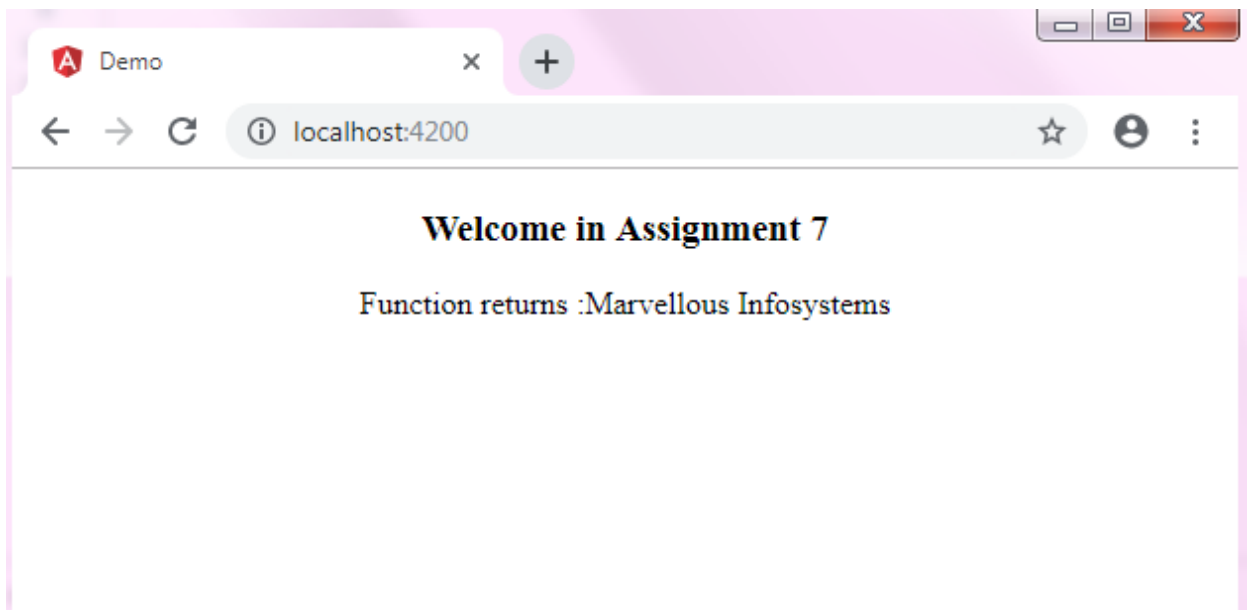 Demo
localhost:4200
Welcome in Assignment 7
Function returns :Marvellous Infosystems